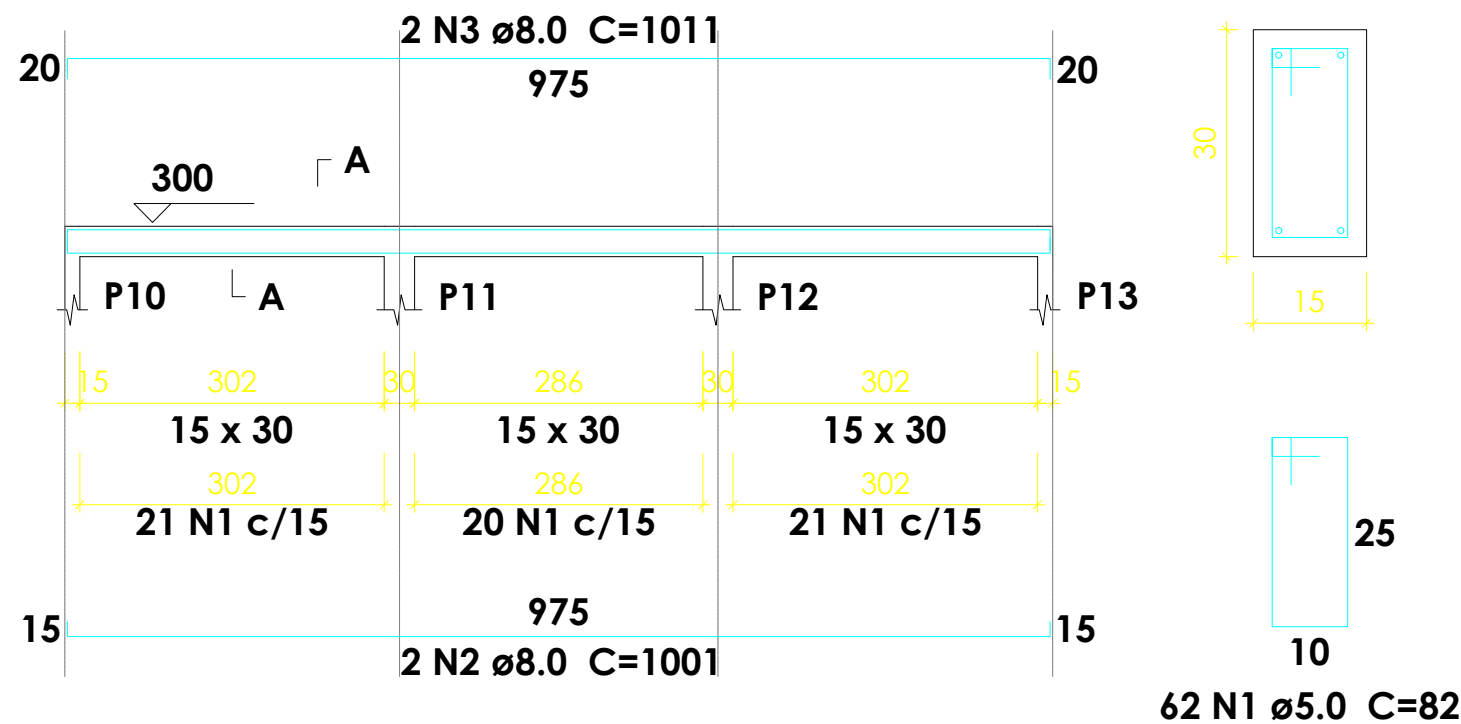 2 N3 ø8.0 C=1011
20 975 20
300 A
P10 A P11 P12 P13
15 302 30 286 30 302 15
15 x 30 15 x 30 15 x 30
302 286 302
21 N1 c/15 20 N1 c/15 21 N1 c/15
15 975 15
2 N2 ø8.0 C=1001
30
15
25
10
62 N1 ø5.0 C=82